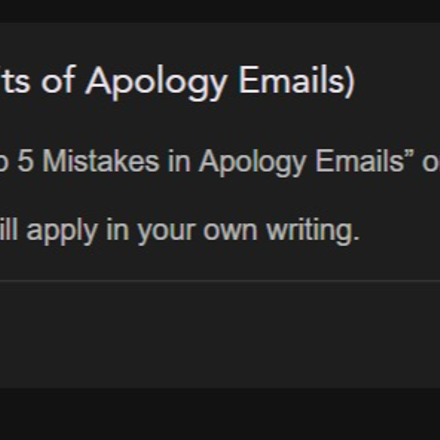 ts of Apology Emails)
5 Mistakes in Apology Emails”
ill apply in your own writing.